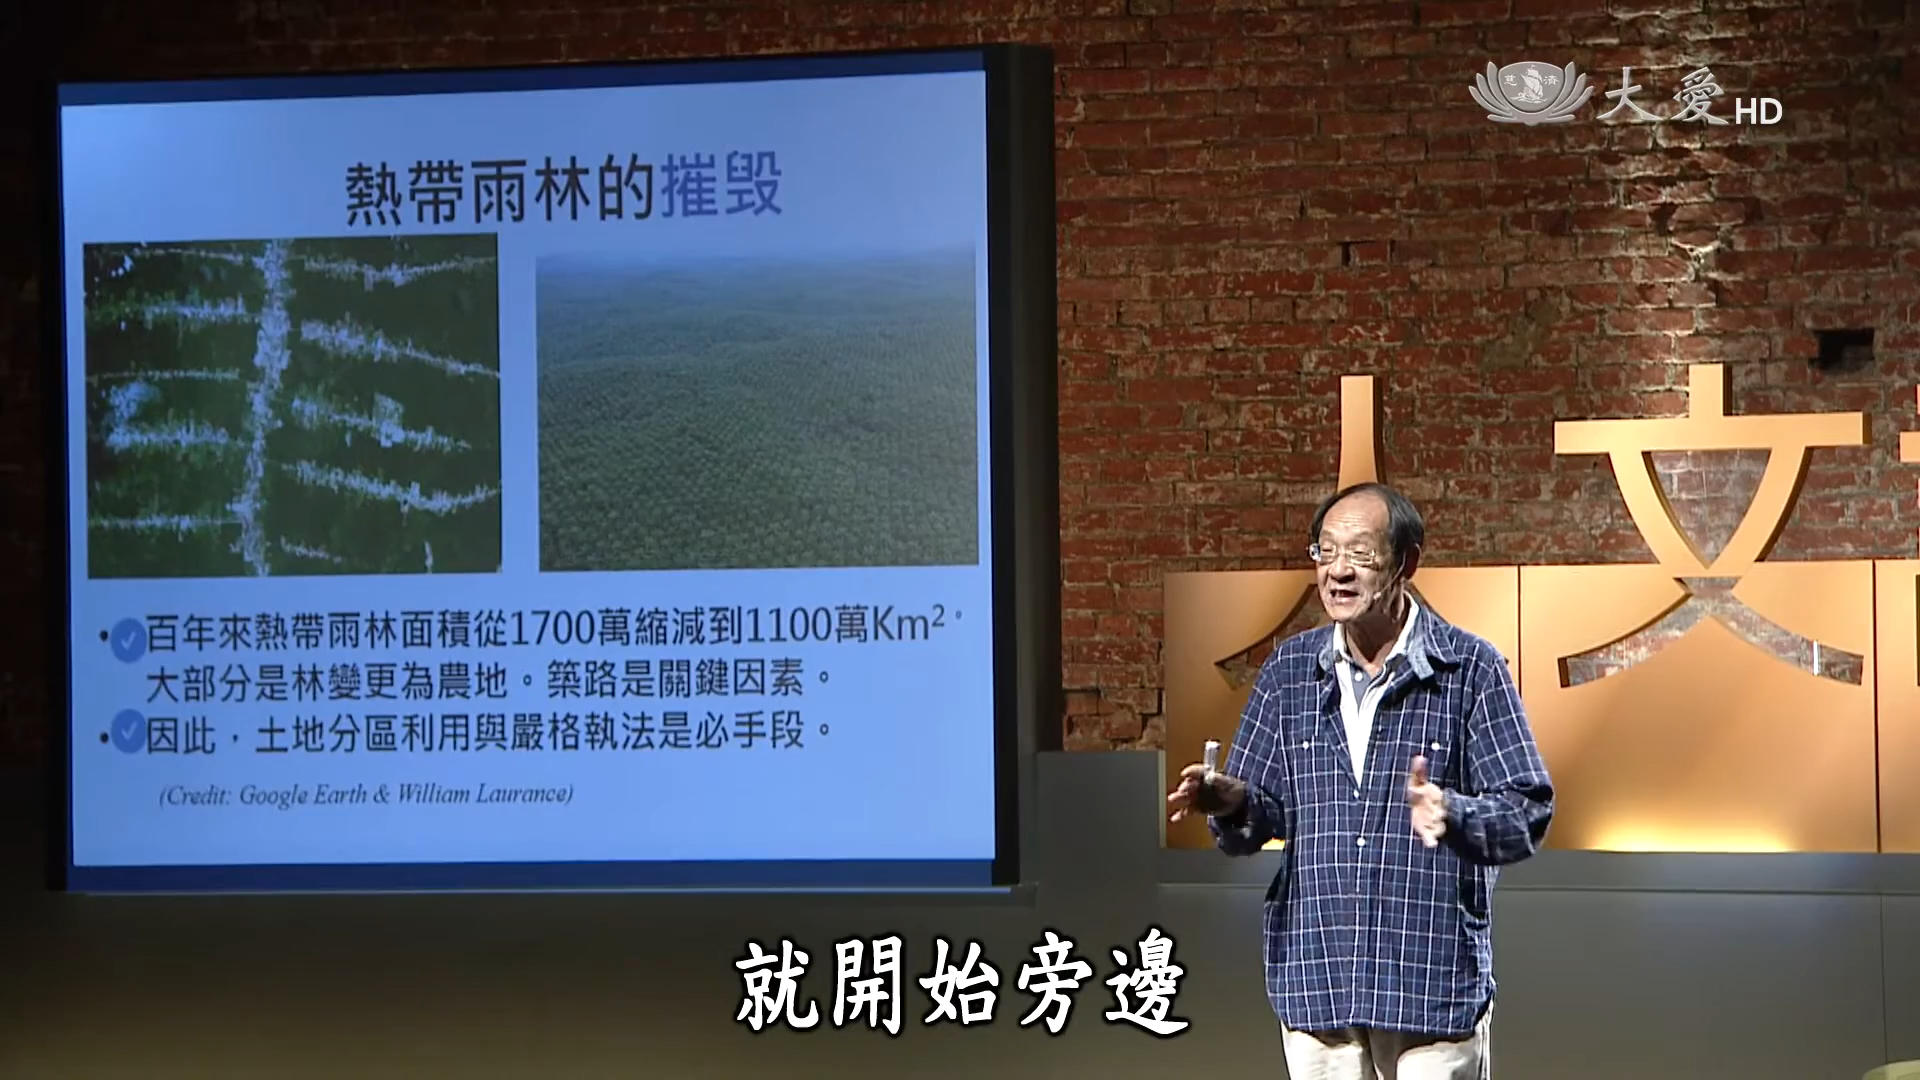 慈濟
大愛HD
熱帶雨林的摧毀
百年來熱帶雨林面積從1700萬縮減到1100萬Km²。
大部分是林變更為農地。築路是關鍵因素。
因此，土地分區利用與嚴格執法是必手段。
(Credit: Google Earth & William Laurance)
人文
就開始旁邊